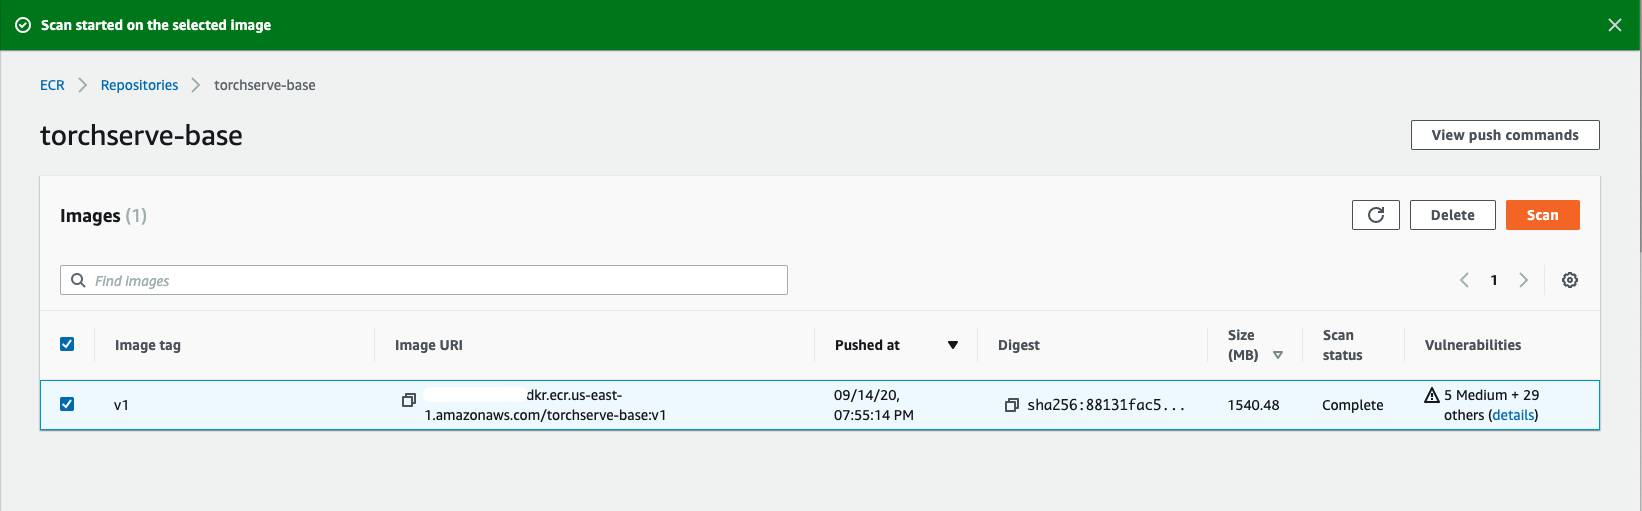 Scan started on the selected image
ECR > Repositories > torchserve-base
torchserve-base
View push commands
Images (1)
Delete
Scan
Find images
1
Image tag
Image URI
Pushed at
Digest
Size (MB)
Scan status
Vulnerabilities
v1
dkr.ecr.us-east-
1.amazonaws.com/torchserve-base:v1
09/14/20,
07:55:14 PM
sha256:88131fac5...
1540.48
Complete
5 Medium + 29
others (details)